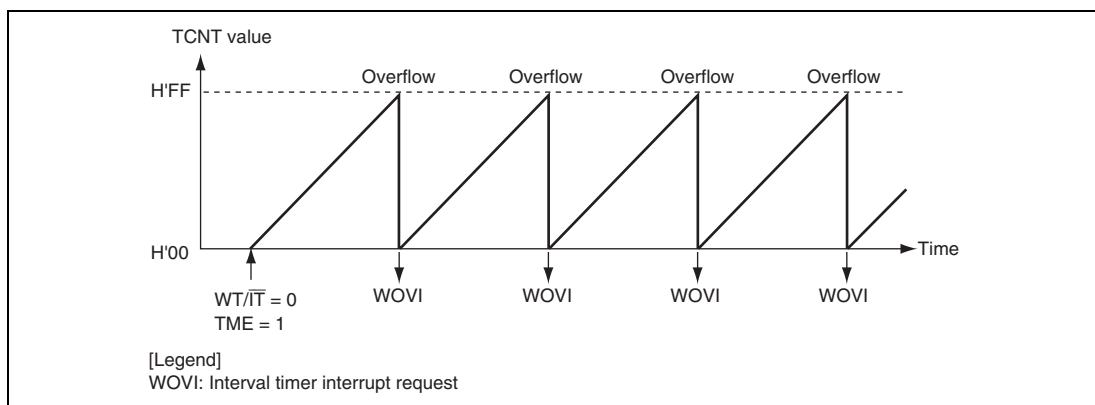 TCNT value
Overflow Overflow Overflow Overflow
H'FF
H'00
Time
WT/I̅T̅ = 0
TME = 1
WOVI WOVI WOVI WOVI
[Legend]
WOVI: Interval timer interrupt request